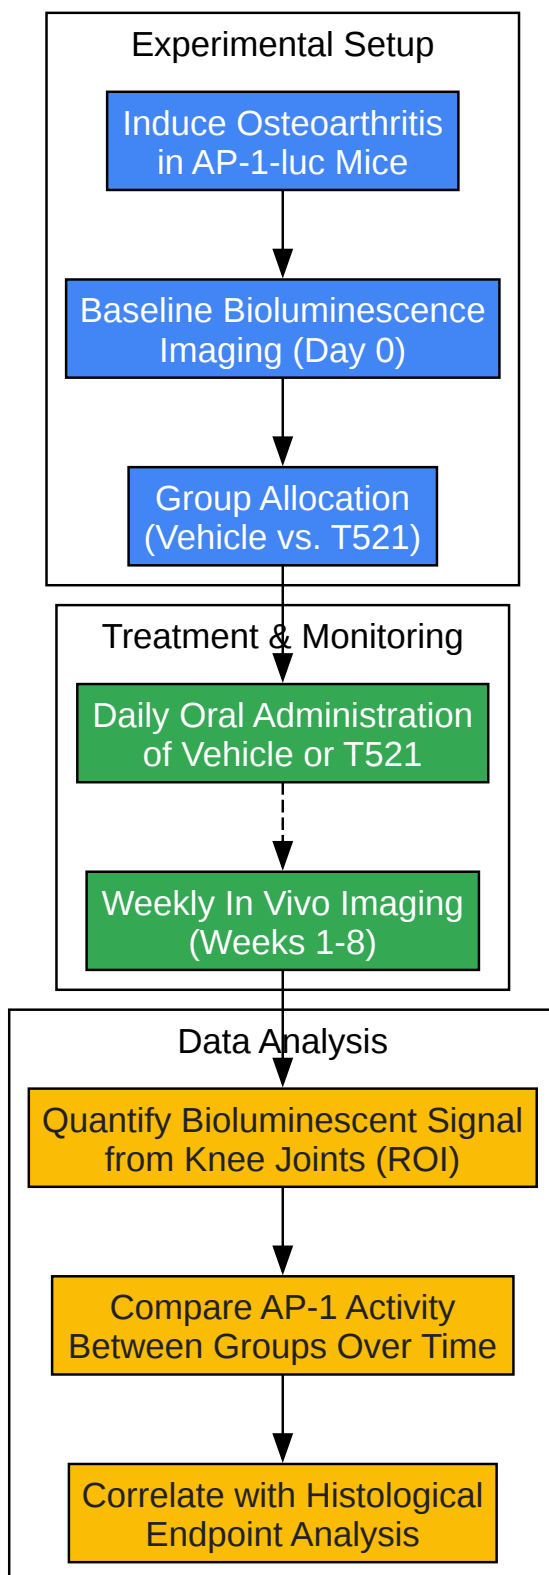 Experimental Setup
Induce Osteoarthritis
in AP-1-luc Mice
Baseline Bioluminescence
Imaging (Day 0)
Group Allocation
(Vehicle vs. T521)
Treatment & Monitoring
Daily Oral Administration
of Vehicle or T521
Weekly In Vivo Imaging
(Weeks 1-8)
Data Analysis
Quantify Bioluminescent Signal
from Knee Joints (ROI)
Compare AP-1 Activity
Between Groups Over Time
Correlate with Histological
Endpoint Analysis